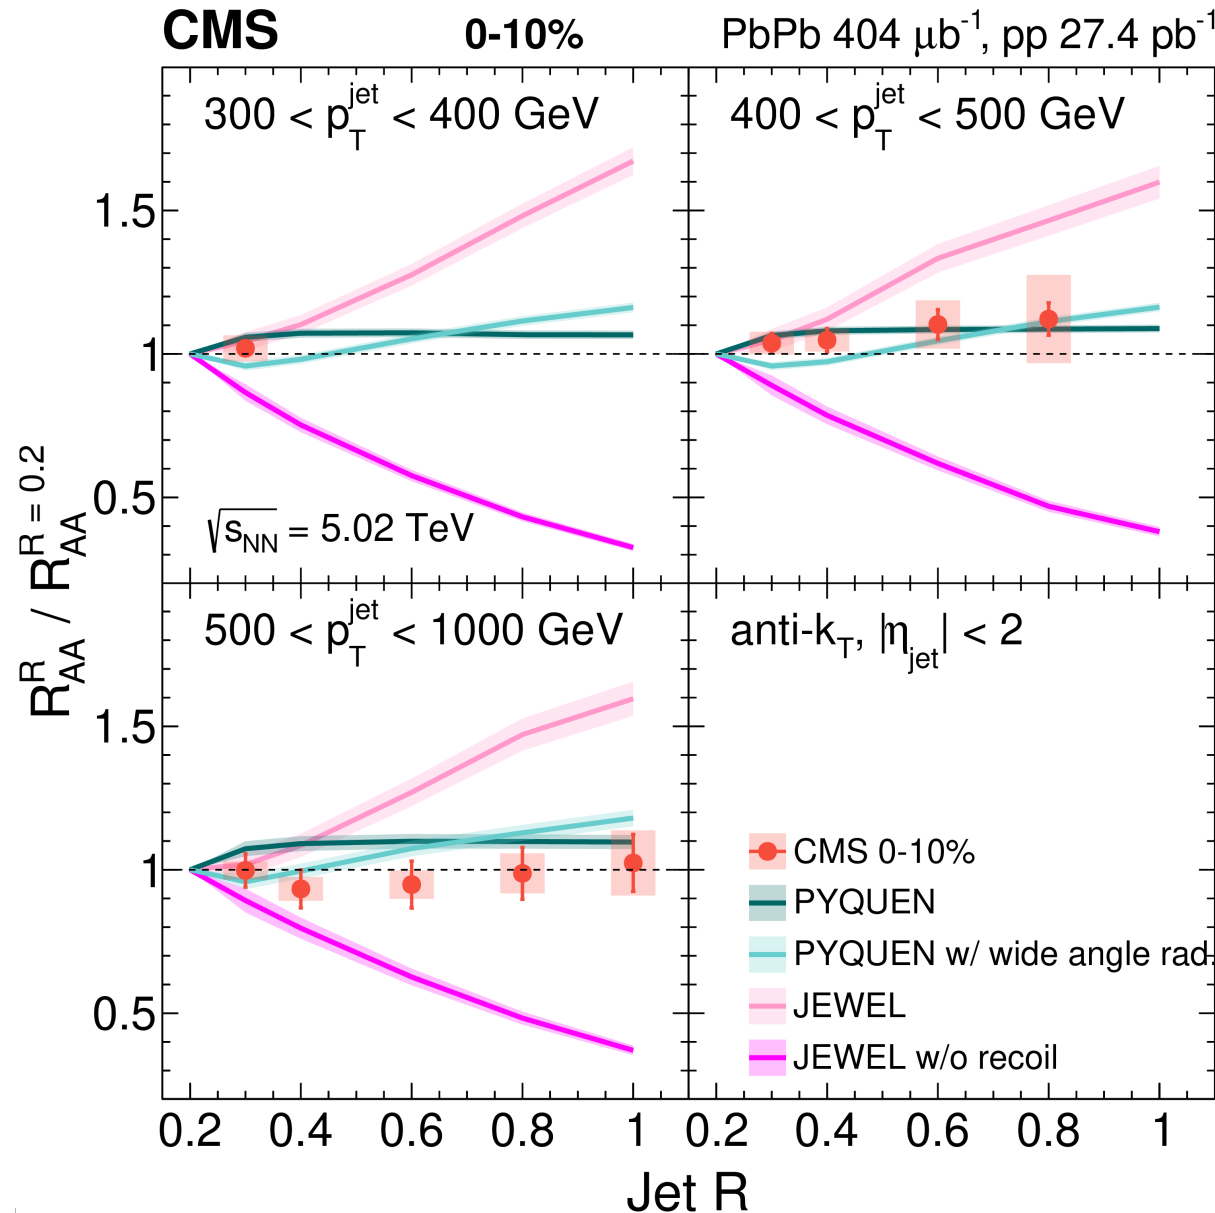 CMS 0-10% PbPb 404 μb⁻¹, pp 27.4 pb⁻¹
300 < p_T^jet < 400 GeV
400 < p_T^jet < 500 GeV
1.5
1
0.5
√s_NN = 5.02 TeV
R_AA^R / R_AA^R = 0.2
500 < p_T^jet < 1000 GeV
anti-k_T, |η_jet| < 2
1.5
1
0.5
CMS 0-10%
PYQUEN
PYQUEN w/ wide angle rad.
JEWEL
JEWEL w/o recoil
0.2 0.4 0.6 0.8 1 0.2 0.4 0.6 0.8 1
Jet R